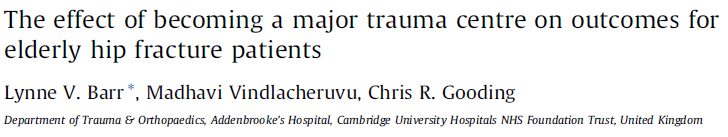 The effect of becoming a major trauma centre on outcomes for
elderly hip fracture patients
Lynne V. Barr *, Madhavi Vindlacheruvu, Chris R. Gooding
Department of Trauma & Orthopaedics, Addenbrooke's Hospital, Cambridge University Hospitals NHS Foundation Trust, United Kingdom